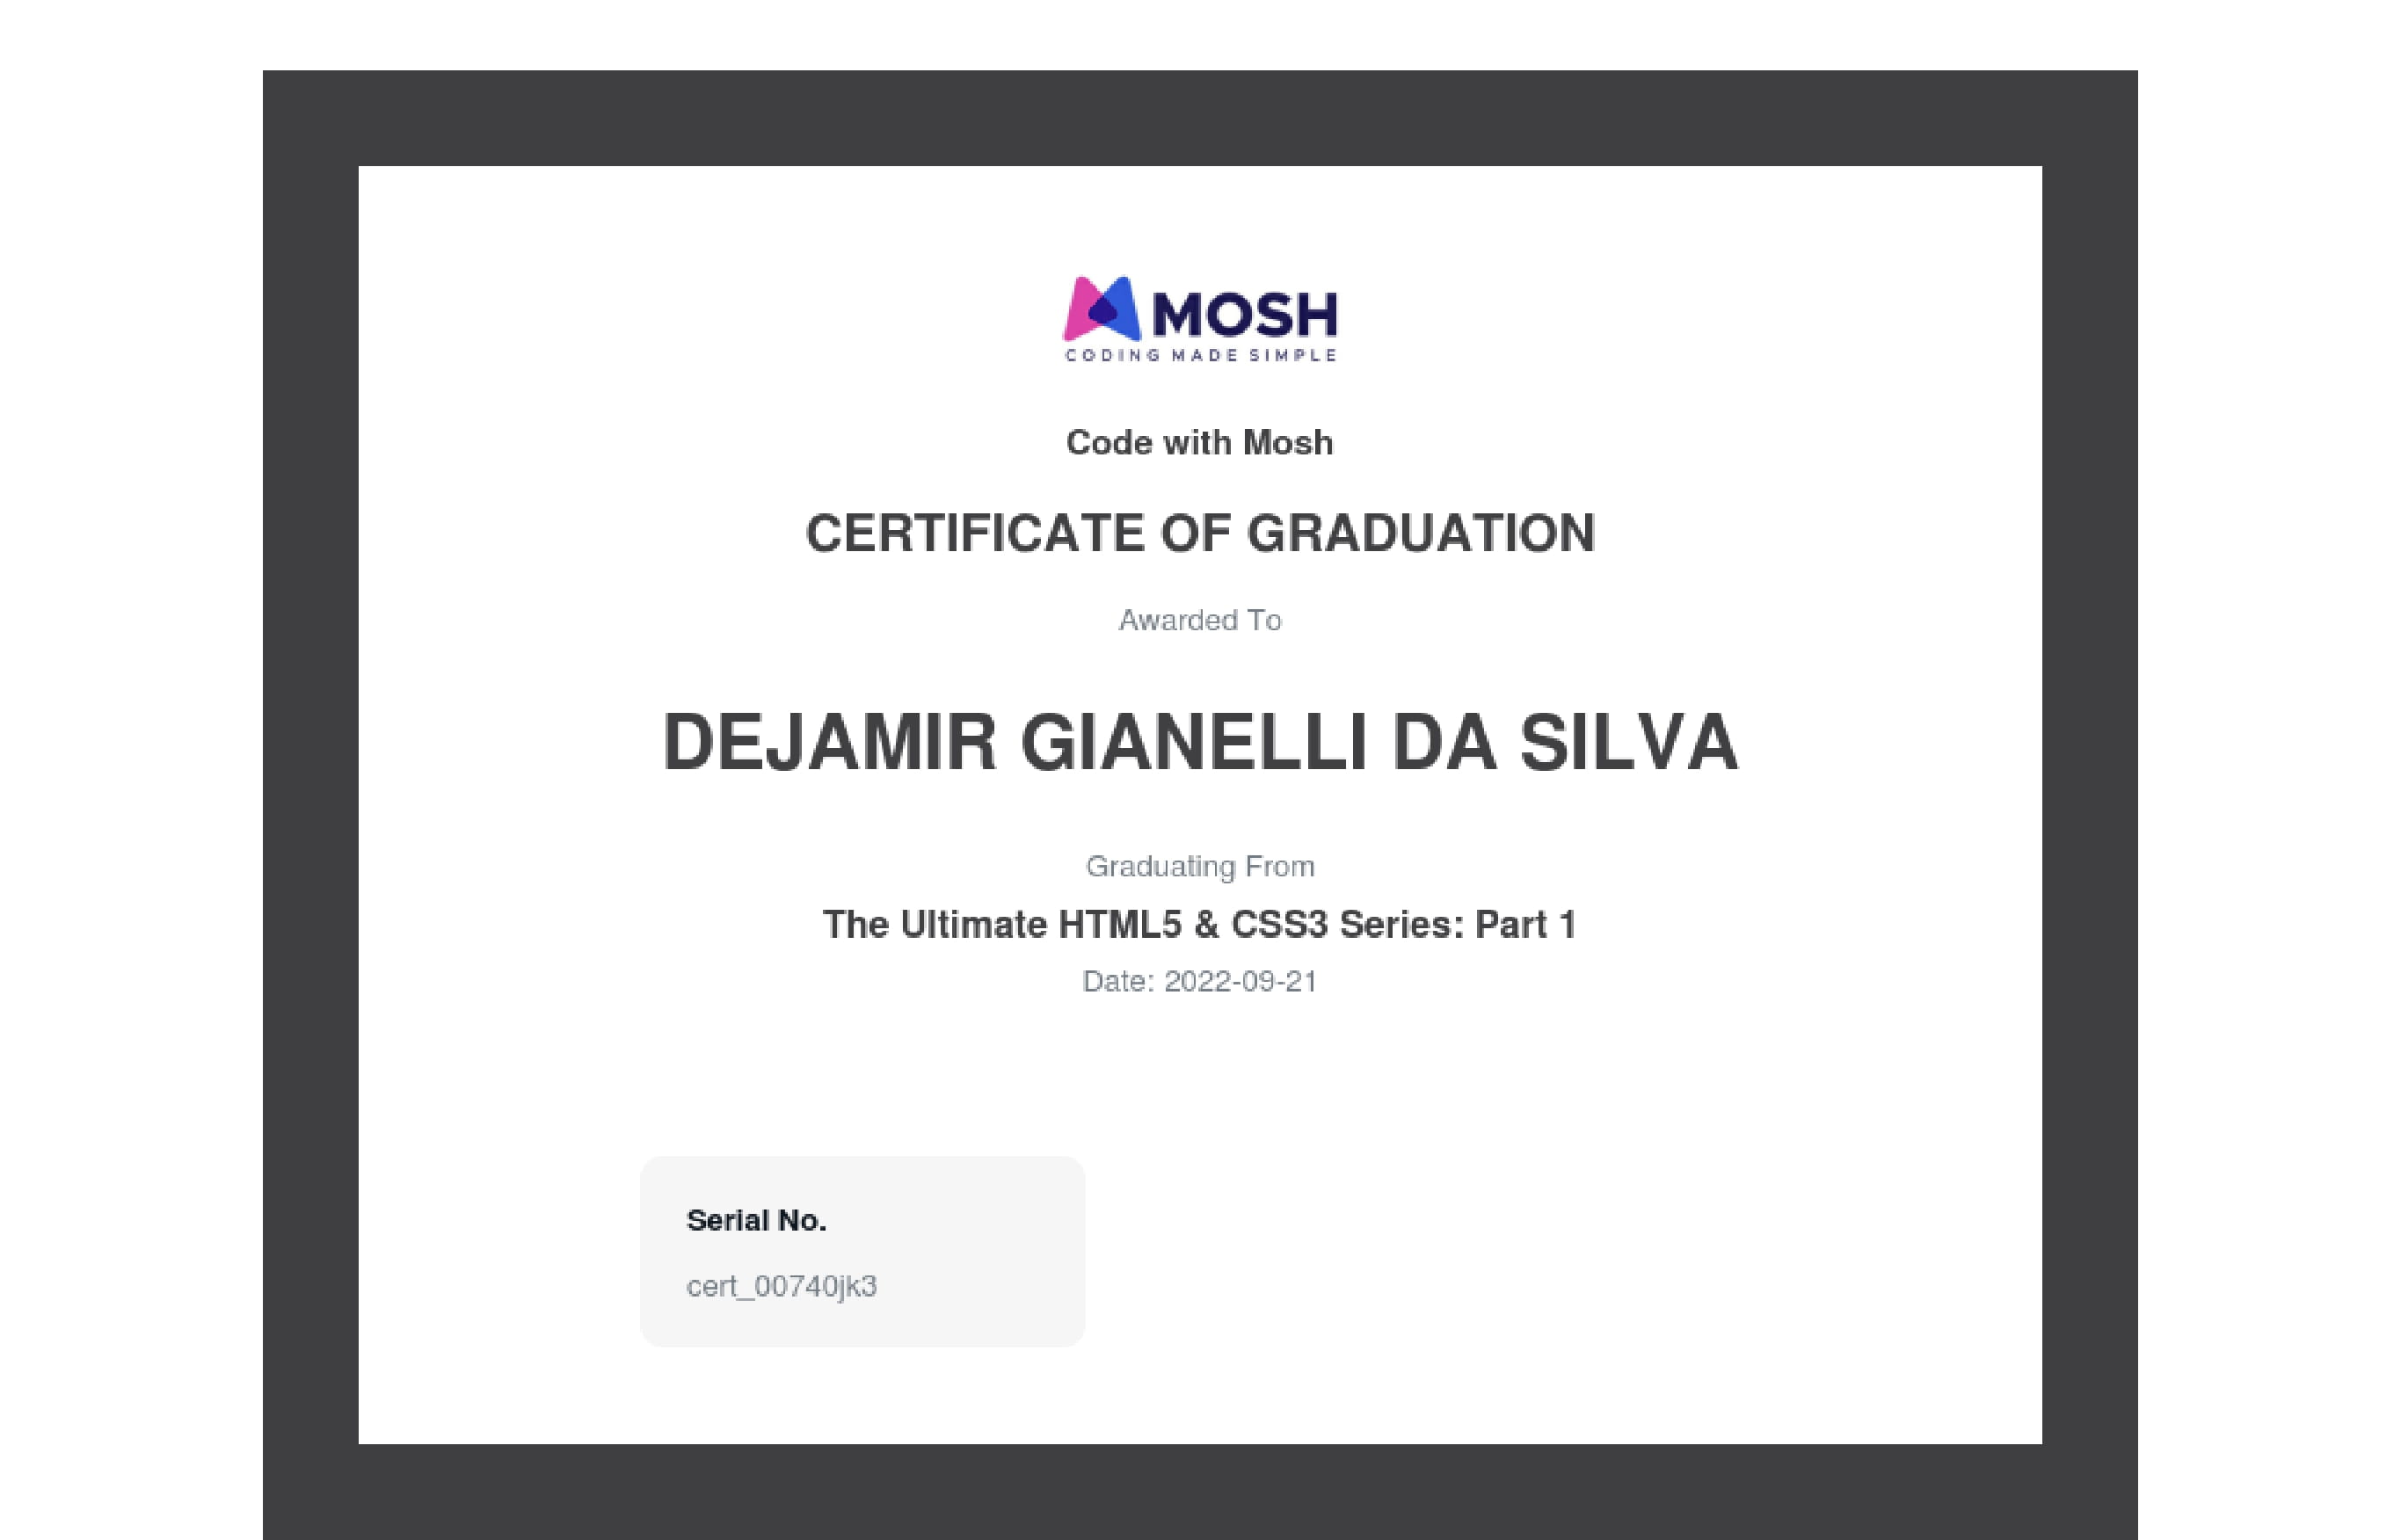 MOSH
CODING MADE SIMPLE
Code with Mosh
CERTIFICATE OF GRADUATION
Awarded To
DEJAMIR GIANELLI DA SILVA
Graduating From
The Ultimate HTML5 & CSS3 Series: Part 1
Date: 2022-09-21
Serial No.
cert_00740jk3